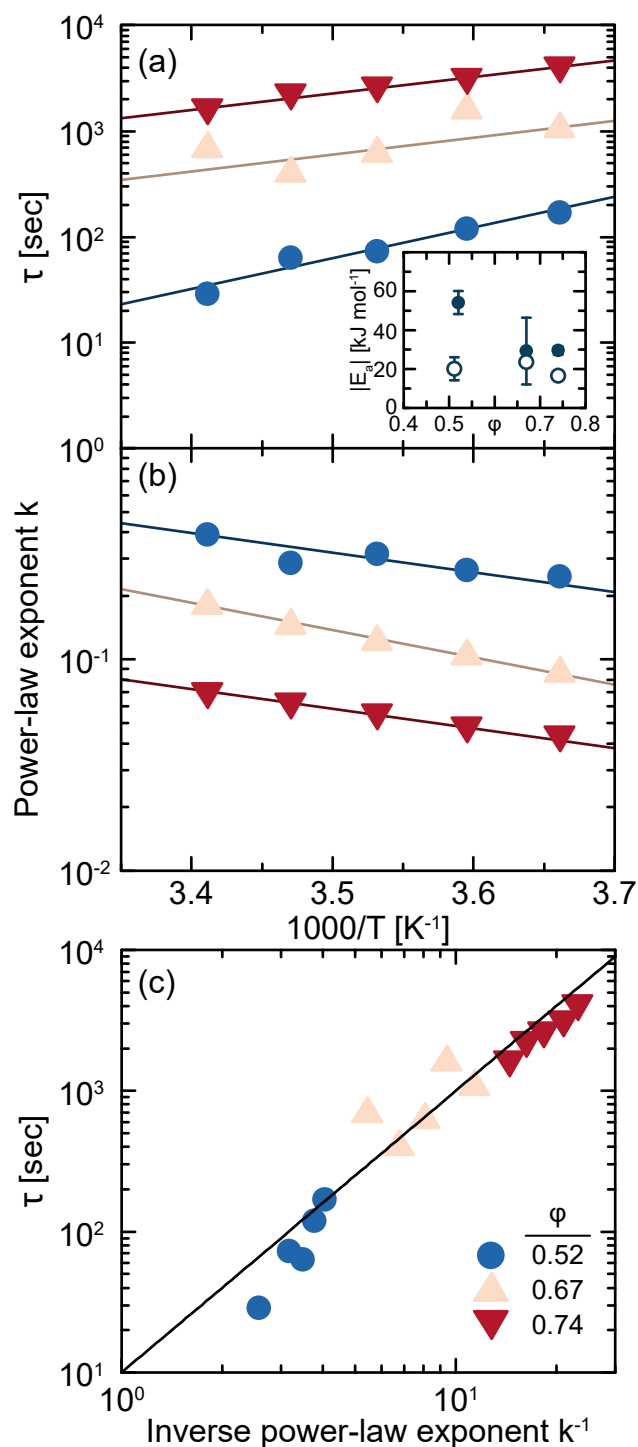 (a)
10⁴
10³
10²
10¹
10⁰
τ [sec]
|Eₐ| [kJ mol⁻¹]
60
40
20
0
0.4 0.5 φ 0.7 0.8
(b)
10⁻¹
10⁻²
Power-law exponent k
3.4 3.5 3.6 3.7
1000/T [K⁻¹]
(c)
10⁴
10³
10²
10¹
τ [sec]
φ
0.52
0.67
0.74
10⁰ 10¹
Inverse power-law exponent k⁻¹